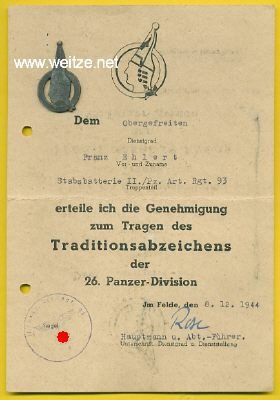 www.weitze.net
Dem Obergefreiten
Dienstgrad
Franz Ehlert
Vor- und Zuname
Stabsbatterie II./Pz. Art. Rgt. 93
Truppenteil
erteile ich die Genehmigung
zum Tragen des
Traditionsabzeichens
der
26. Panzer-Division
Im Felde, den 8. 12. 1944
Hauptmann u. Abt.-Führer.
Unterschrift, Dienstgrad u. Dienststellung